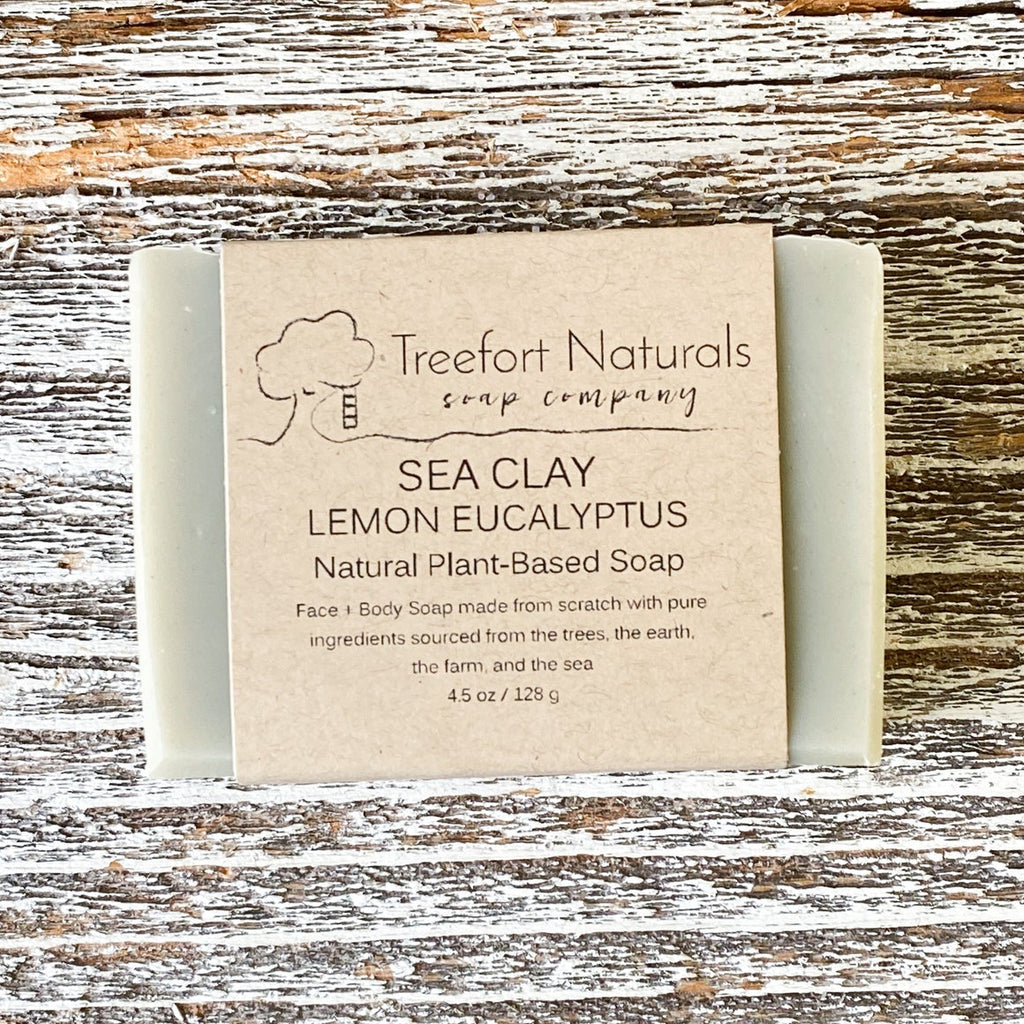 Treefort Naturals
soap company
SEA CLAY
LEMON EUCALYPTUS
Natural Plant-Based Soap
Face + Body Soap made from scratch with pure
ingredients sourced from the trees, the earth,
the farm, and the sea
4.5 oz / 128 g